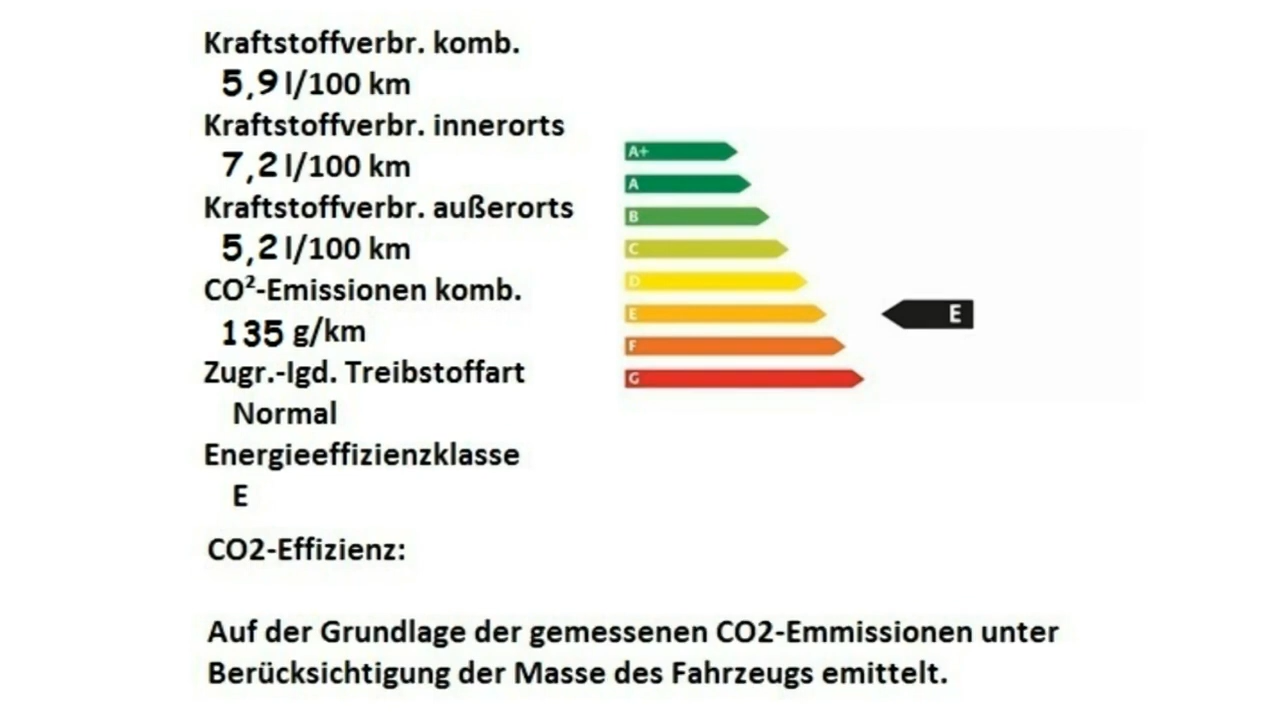 Kraftstoffverbr. komb.
5,9 l/100 km
Kraftstoffverbr. innerorts
7,2 l/100 km
Kraftstoffverbr. außerorts
5,2 l/100 km
CO²-Emissionen komb.
135 g/km
Zugr.-lgd. Treibstoffart
Normal
Energieeffizienzklasse
E
A+
A
B
C
D
E
E
F
G
CO2-Effizienz:
Auf der Grundlage der gemessenen CO2-Emmissionen unter
Berücksichtigung der Masse des Fahrzeugs emittelt.